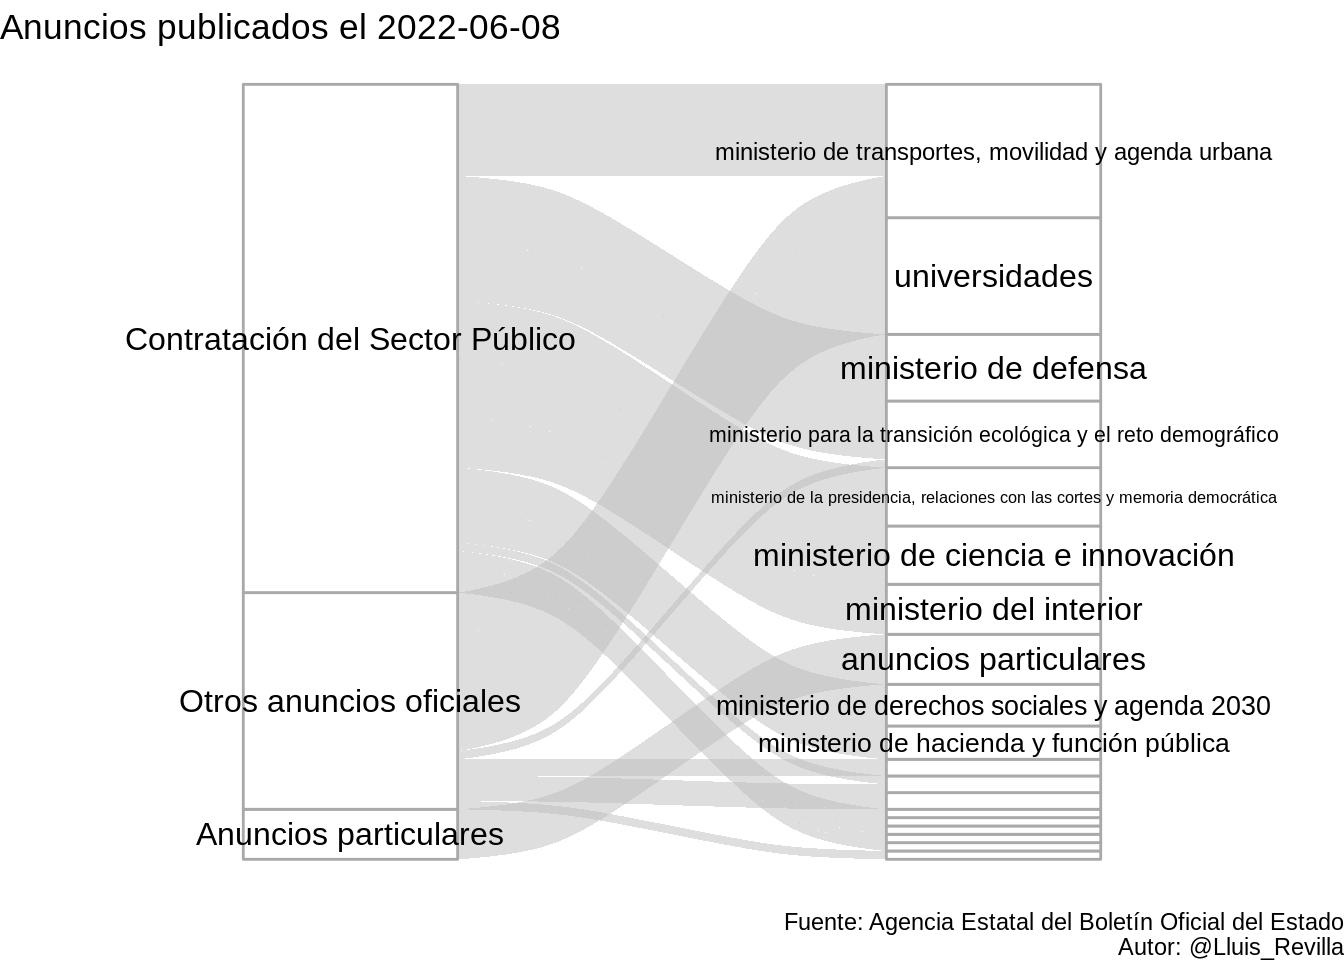 Anuncios publicados el 2022-06-08
ministerio de transportes, movilidad y agenda urbana
universidades
Contratación del Sector Público
ministerio de defensa
ministerio para la transición ecológica y el reto demográfico
ministerio de la presidencia, relaciones con las cortes y memoria democrática
ministerio de ciencia e innovación
ministerio del interior
anuncios particulares
Otros anuncios oficiales
ministerio de derechos sociales y agenda 2030
ministerio de hacienda y función pública
Anuncios particulares
Fuente: Agencia Estatal del Boletín Oficial del Estado
Autor: @Lluis_Revilla